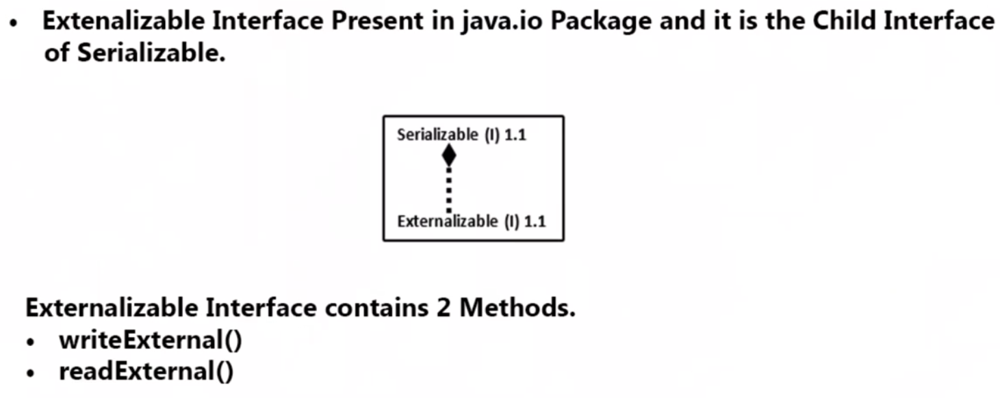 • Extenalizable Interface Present in java.io Package and it is the Child Interface
of Serializable.
Serializable (I) 1.1
Externalizable (I) 1.1
Externalizable Interface contains 2 Methods.
• writeExternal()
• readExternal()